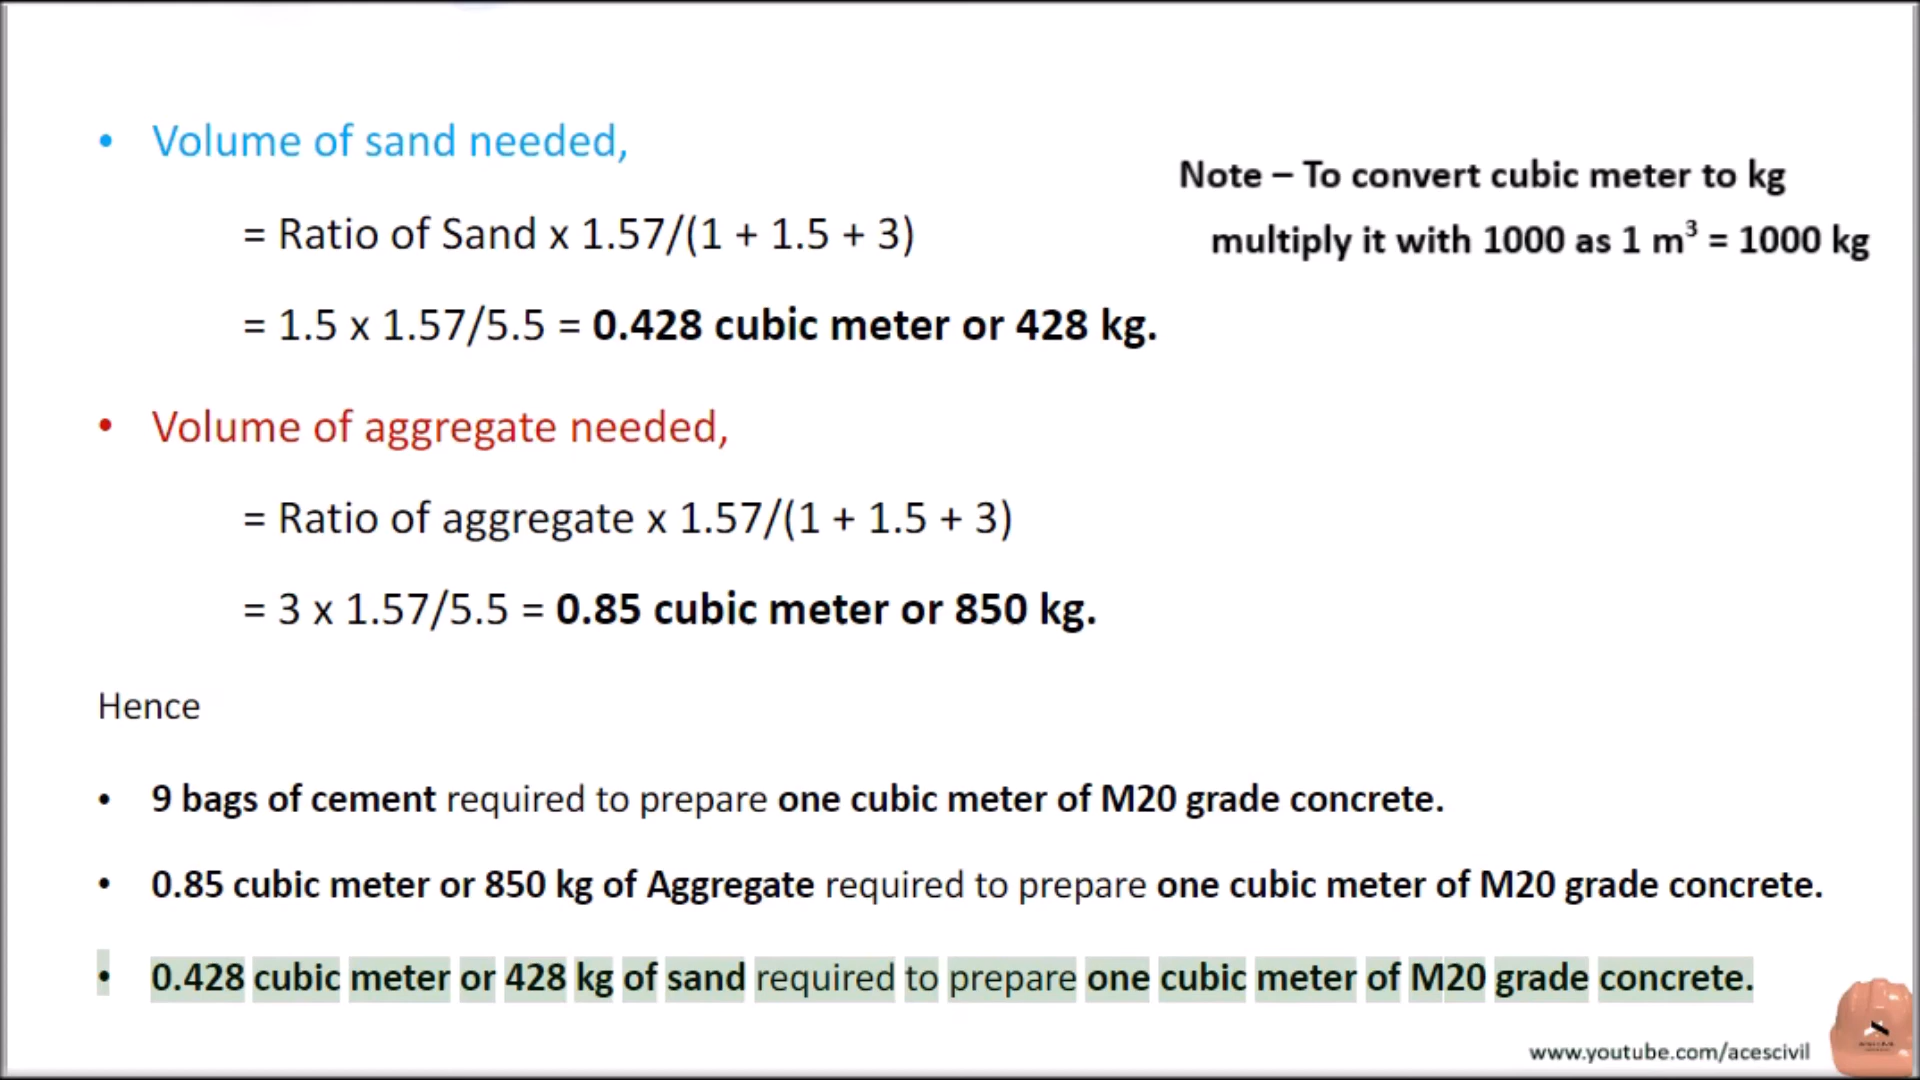 • Volume of sand needed,
Note – To convert cubic meter to kg
multiply it with 1000 as 1 m³ = 1000 kg
= Ratio of Sand x 1.57/(1 + 1.5 + 3)
= 1.5 x 1.57/5.5 = 0.428 cubic meter or 428 kg.
• Volume of aggregate needed,
= Ratio of aggregate x 1.57/(1 + 1.5 + 3)
= 3 x 1.57/5.5 = 0.85 cubic meter or 850 kg.
Hence
• 9 bags of cement required to prepare one cubic meter of M20 grade concrete.
• 0.85 cubic meter or 850 kg of Aggregate required to prepare one cubic meter of M20 grade concrete.
• 0.428 cubic meter or 428 kg of sand required to prepare one cubic meter of M20 grade concrete.
www.youtube.com/acescivil